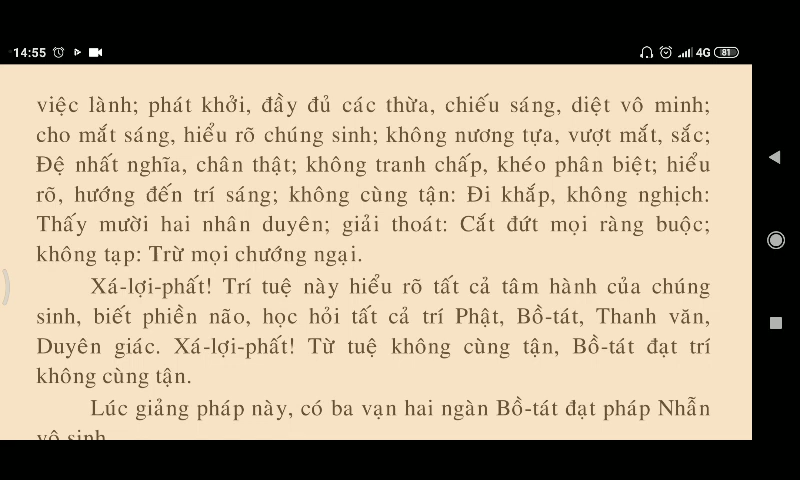 14:55
4G 81
việc lành; phát khởi, đầy đủ các thừa, chiếu sáng, diệt vô minh;
cho mắt sáng, hiểu rõ chúng sinh; không nương tựa, vượt mắt, sắc;
Đệ nhất nghĩa, chân thật; không tranh chấp, khéo phân biệt; hiểu
rõ, hướng đến trí sáng; không cùng tận: Đi khắp, không nghịch:
Thấy mười hai nhân duyên; giải thoát: Cắt đứt mọi ràng buộc;
không tạp: Trừ mọi chướng ngại.
Xá-lợi-phất! Trí tuệ này hiểu rõ tất cả tâm hành của chúng
sinh, biết phiền não, học hỏi tất cả trí Phật, Bồ-tát, Thanh văn,
Duyên giác. Xá-lợi-phất! Từ tuệ không cùng tận, Bồ-tát đạt trí
không cùng tận.
Lúc giảng pháp này, có ba vạn hai ngàn Bồ-tát đạt pháp Nhẫn
vô sinh